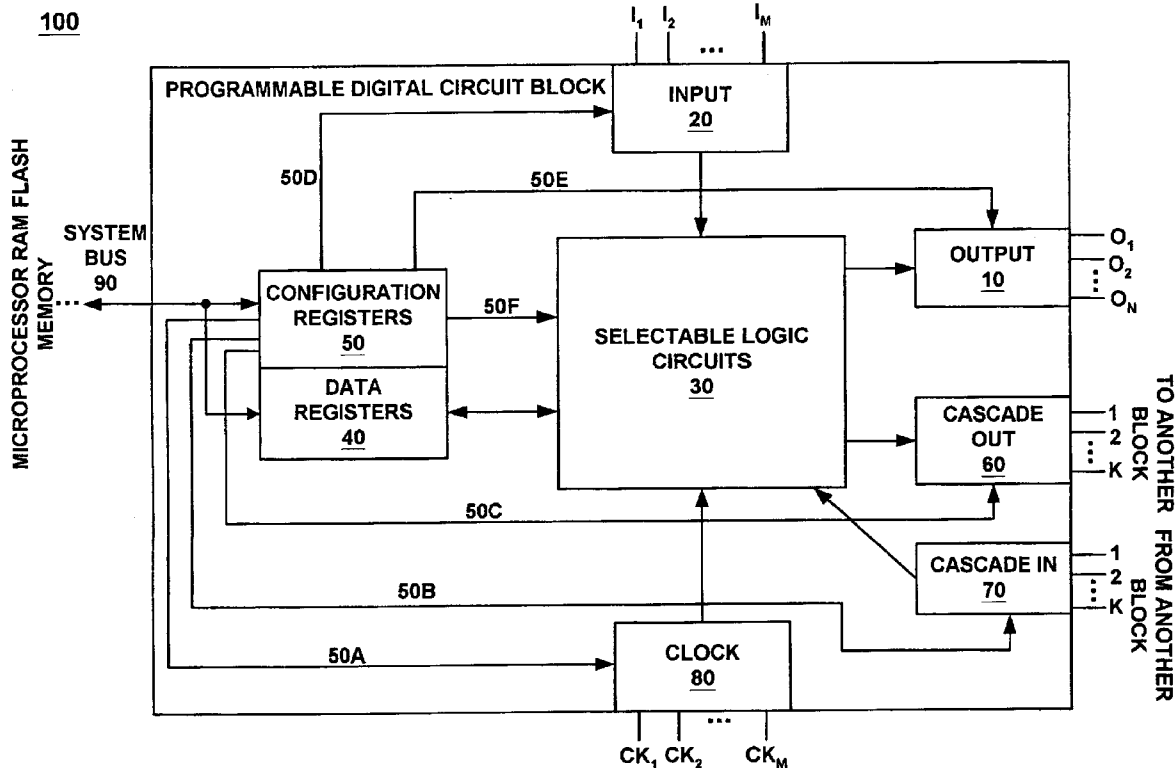 100
I1 I2 ... IM
PROGRAMMABLE DIGITAL CIRCUIT BLOCK
INPUT
20
50D
50E
MICROPROCESSOR RAM FLASH
MEMORY
SYSTEM
BUS
90
CONFIGURATION
REGISTERS
50
50F
DATA
REGISTERS
40
SELECTABLE LOGIC
CIRCUITS
30
OUTPUT
10
O1
O2
ON
CASCADE
OUT
60
1
2
K
TO ANOTHER
BLOCK
50C
CASCADE IN
70
1
2
K
FROM ANOTHER
BLOCK
50B
50A
CLOCK
80
CK1 CK2 ... CKM